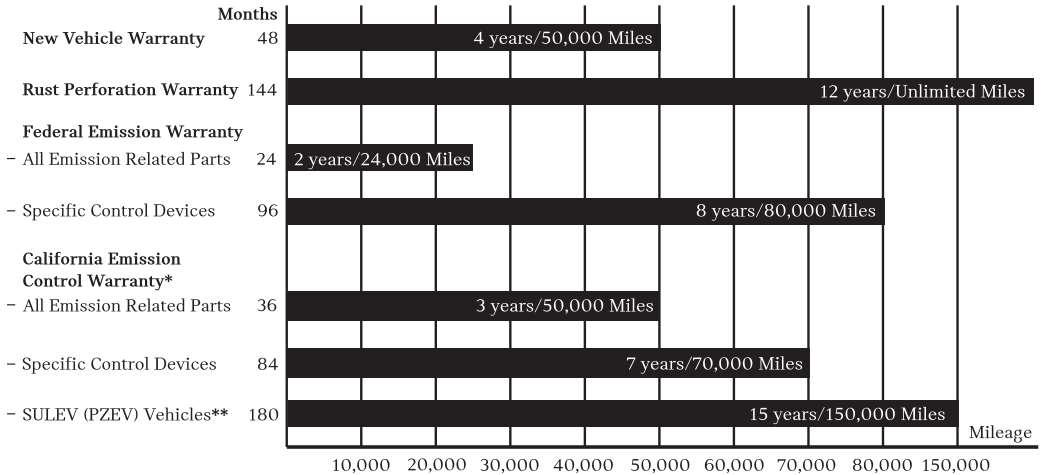 Months
New Vehicle Warranty 48 4 years/50,000 Miles
Rust Perforation Warranty 144 12 years/Unlimited Miles
Federal Emission Warranty
– All Emission Related Parts 24 2 years/24,000 Miles
– Specific Control Devices 96 8 years/80,000 Miles
California Emission
Control Warranty*
– All Emission Related Parts 36 3 years/50,000 Miles
– Specific Control Devices 84 7 years/70,000 Miles
– SULEV (PZEV) Vehicles** 180 15 years/150,000 Miles
Mileage
10,000 20,000 30,000 40,000 50,000 60,000 70,000 80,000 150,000